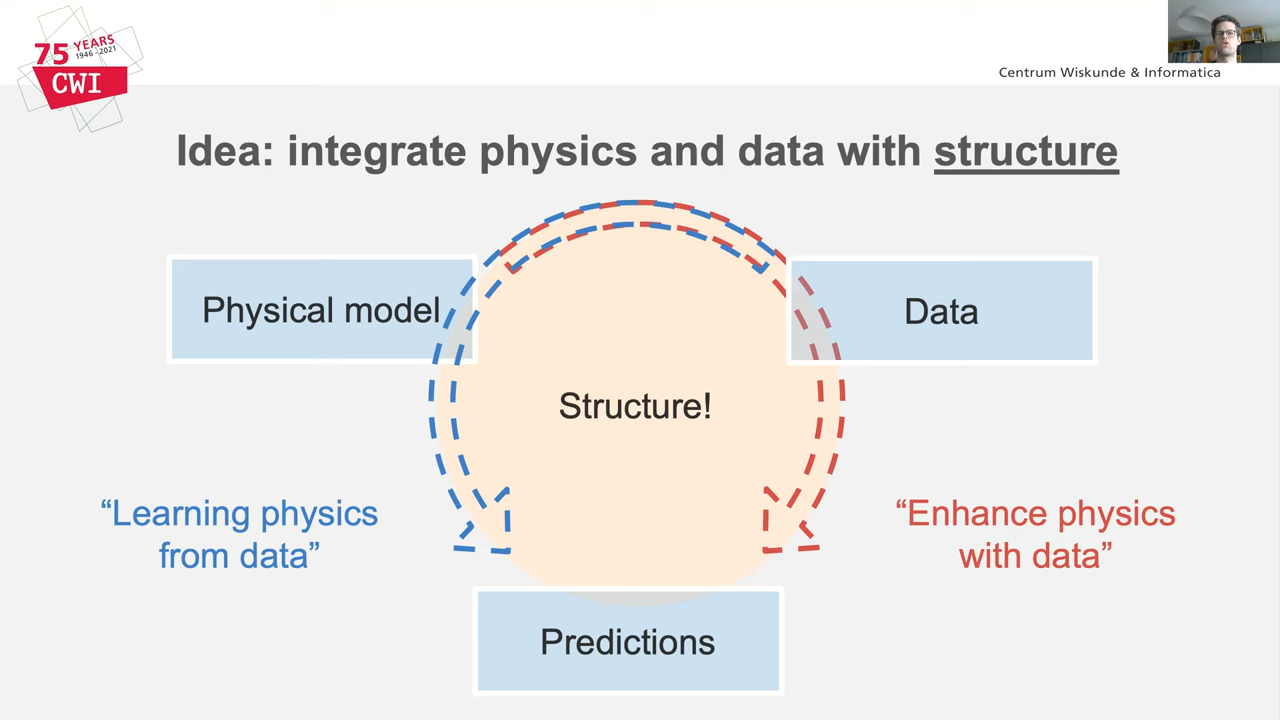 75 YEARS
1946 - 2021
CWI
Centrum Wiskunde & Informatica
Idea: integrate physics and data with structure
Physical model
Data
Structure!
“Learning physics
from data”
“Enhance physics
with data”
Predictions